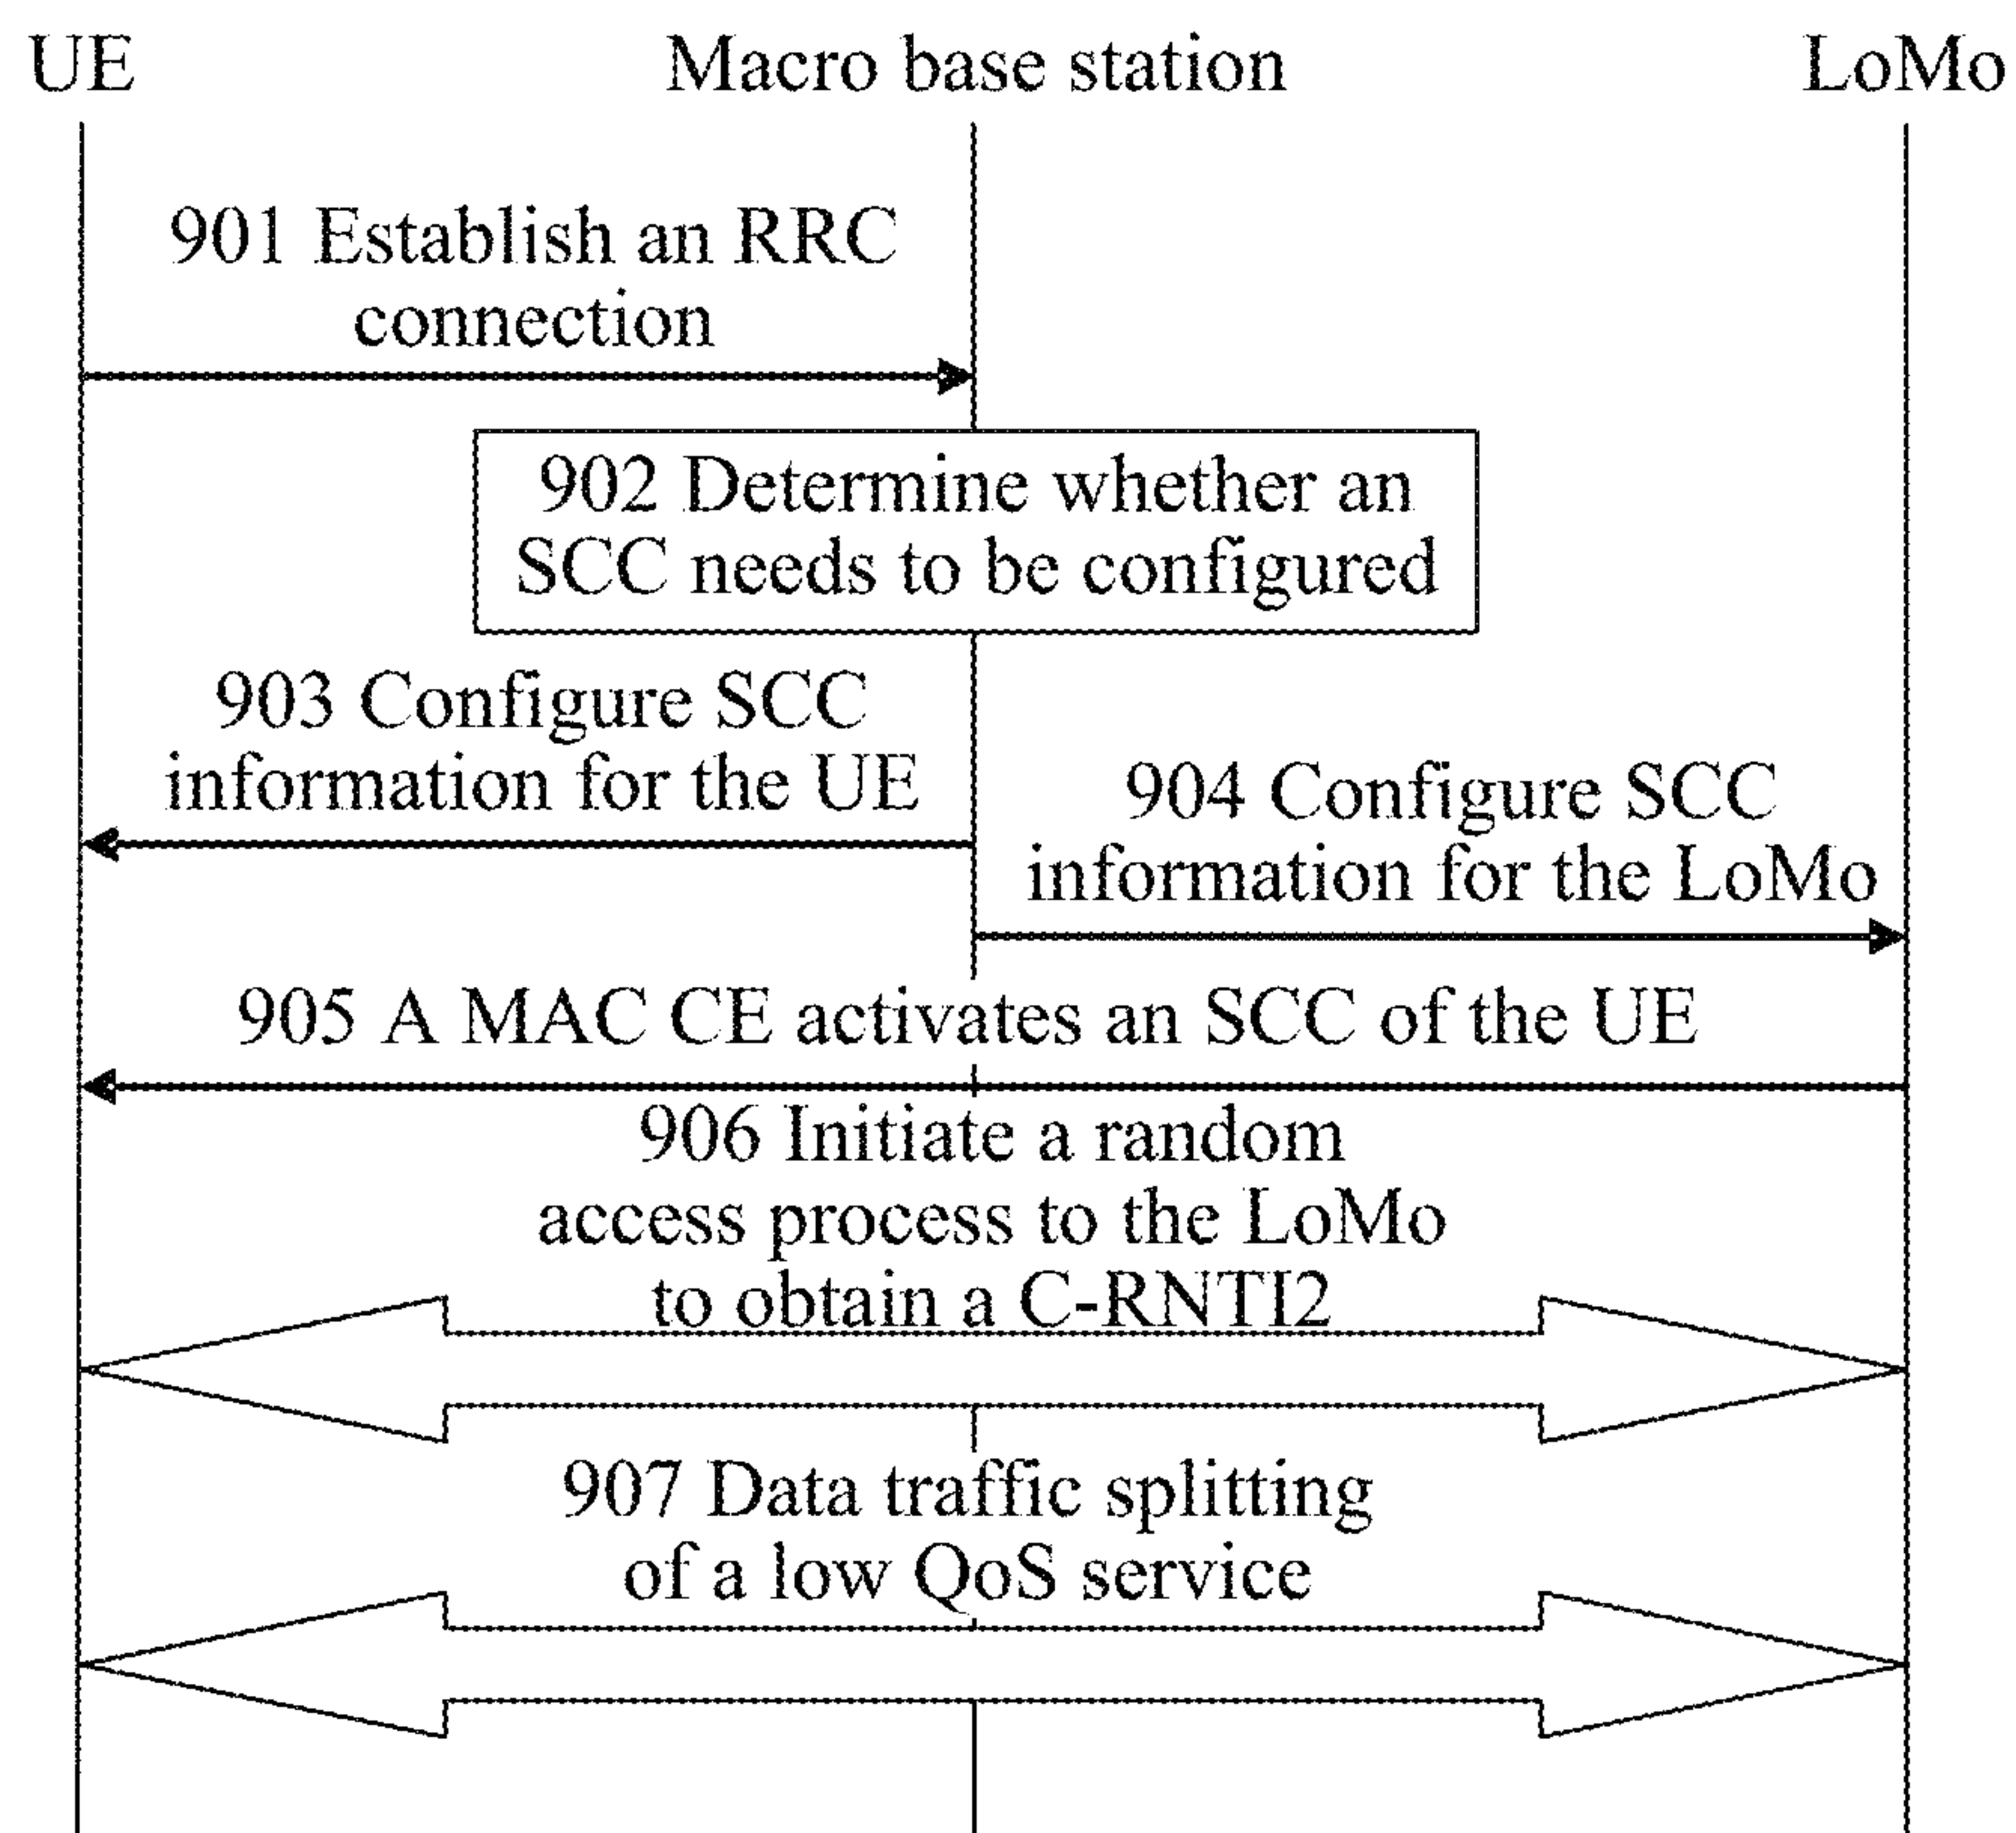 UE
Macro base station
LoMo
901 Establish an RRC
connection
902 Determine whether an
SCC needs to be configured
903 Configure SCC
information for the UE
904 Configure SCC
information for the LoMo
905 A MAC CE activates an SCC of the UE
906 Initiate a random
access process to the LoMo
to obtain a C-RNTI2
907 Data traffic splitting
of a low QoS service